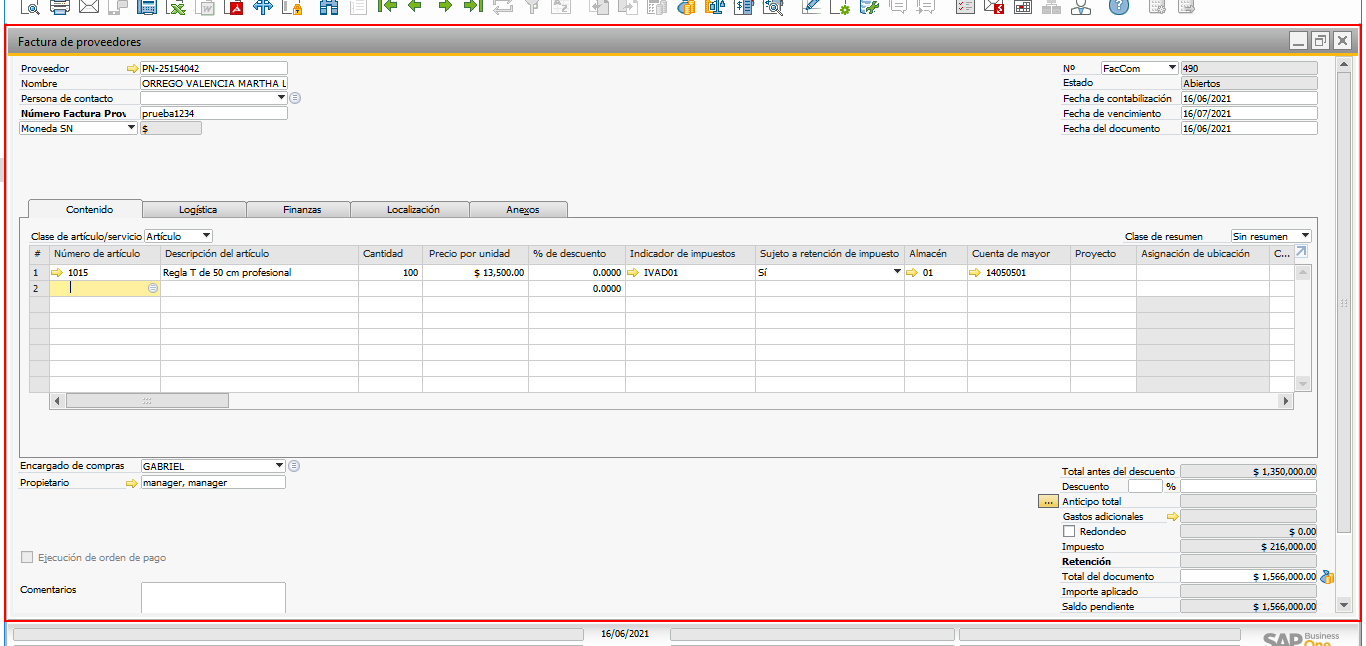 Factura de proveedores
Proveedor PN-25154042
Nombre ORREGO VALENCIA MARTHA L
Persona de contacto
Número Factura Prov prueba1234
Moneda SN $
Nº FacCom 490
Estado Abiertos
Fecha de contabilización 16/06/2021
Fecha de vencimiento 16/07/2021
Fecha del documento 16/06/2021
Contenido Logística Finanzas Localización Anexos
Clase de artículo/servicio Artículo Clase de resumen Sin resumen
# Número de artículo Descripción del artículo Cantidad Precio por unidad % de descuento Indicador de impuestos Sujeto a retención de impuesto Almacén Cuenta de mayor Proyecto Asignación de ubicación C...
1 1015 Regla T de 50 cm profesional 100 $ 13,500.00 0.0000 IVAD01 Sí 01 14050501
2 0.0000
Encargado de compras GABRIEL
Propietario manager, manager
Ejecución de orden de pago
Comentarios
Total antes del descuento $ 1,350,000.00
Descuento %
... Anticipo total
Gastos adicionales
Redondeo $ 0.00
Impuesto $ 216,000.00
Retención
Total del documento $ 1,566,000.00
Importe aplicado
Saldo pendiente $ 1,566,000.00
16/06/2021
SAP Business
One